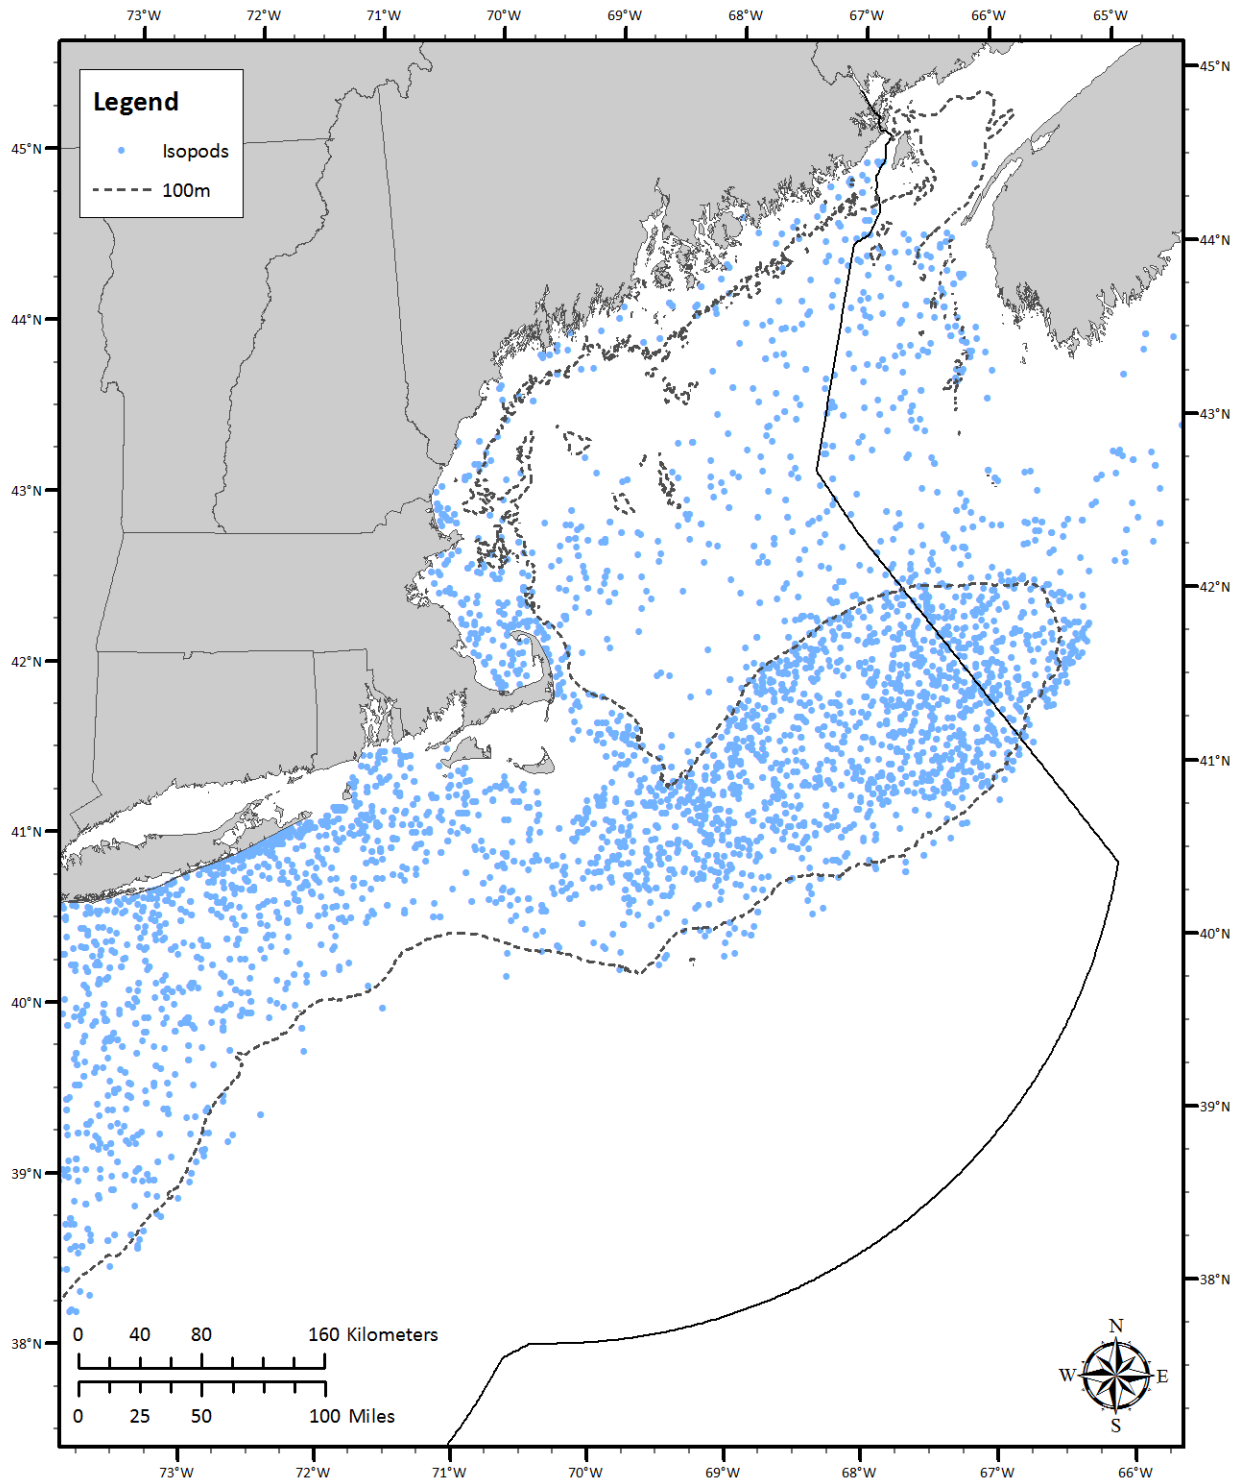 73°W 72°W 71°W 70°W 69°W 68°W 67°W 66°W 65°W
45°N
Legend
Isopods
100m
45°N
44°N
44°N
43°N
43°N
42°N
42°N
41°N
41°N
40°N
40°N
39°N
39°N
38°N
38°N
0 40 80 160 Kilometers
0 25 50 100 Miles
N
W E
S
73°W 72°W 71°W 70°W 69°W 68°W 67°W 66°W